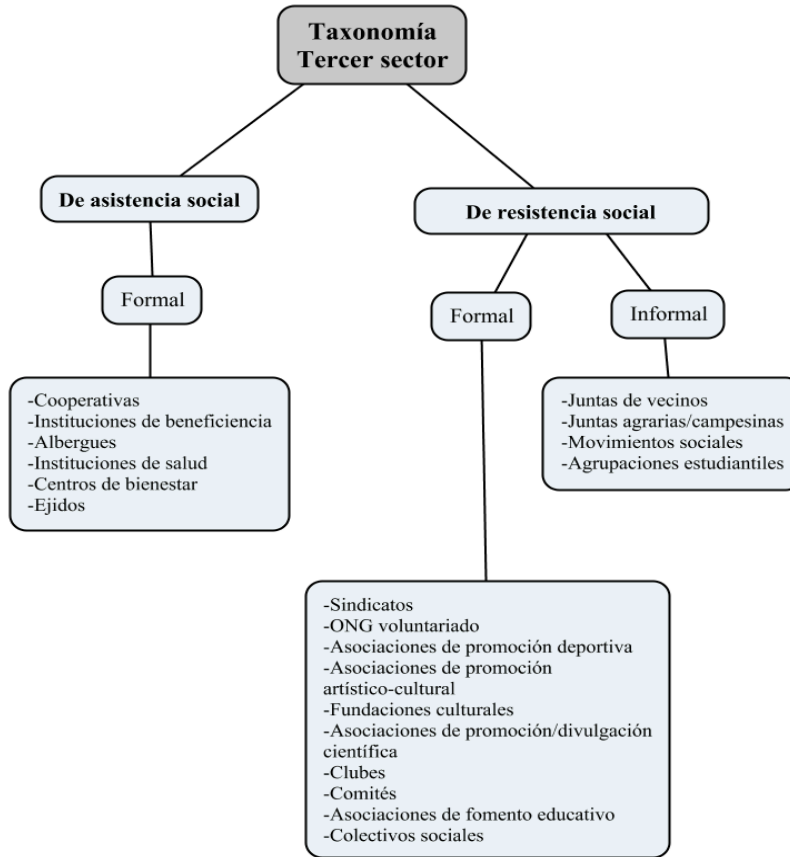 Taxonomía
Tercer sector
De asistencia social
De resistencia social
Formal
Formal
Informal
-Cooperativas
-Instituciones de beneficiencia
-Albergues
-Instituciones de salud
-Centros de bienestar
-Ejidos
-Juntas de vecinos
-Juntas agrarias/campesinas
-Movimientos sociales
-Agrupaciones estudiantiles
-Sindicatos
-ONG voluntariado
-Asociaciones de promoción deportiva
-Asociaciones de promoción
artístico-cultural
-Fundaciones culturales
-Asociaciones de promoción/divulgación
científica
-Clubes
-Comités
-Asociaciones de fomento educativo
-Colectivos sociales